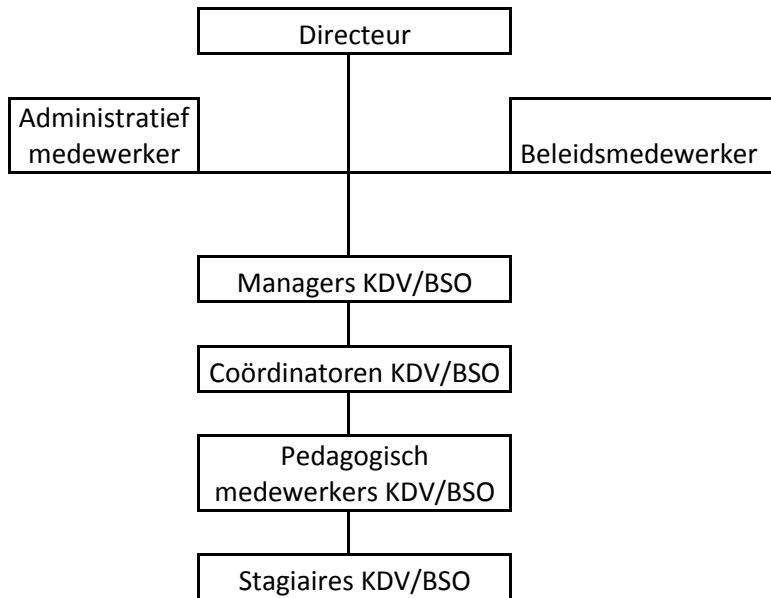 Directeur
Administratief
medewerker
Beleidsmedewerker
Managers KDV/BSO
Coördinatoren KDV/BSO
Pedagogisch
medewerkers KDV/BSO
Stagiaires KDV/BSO